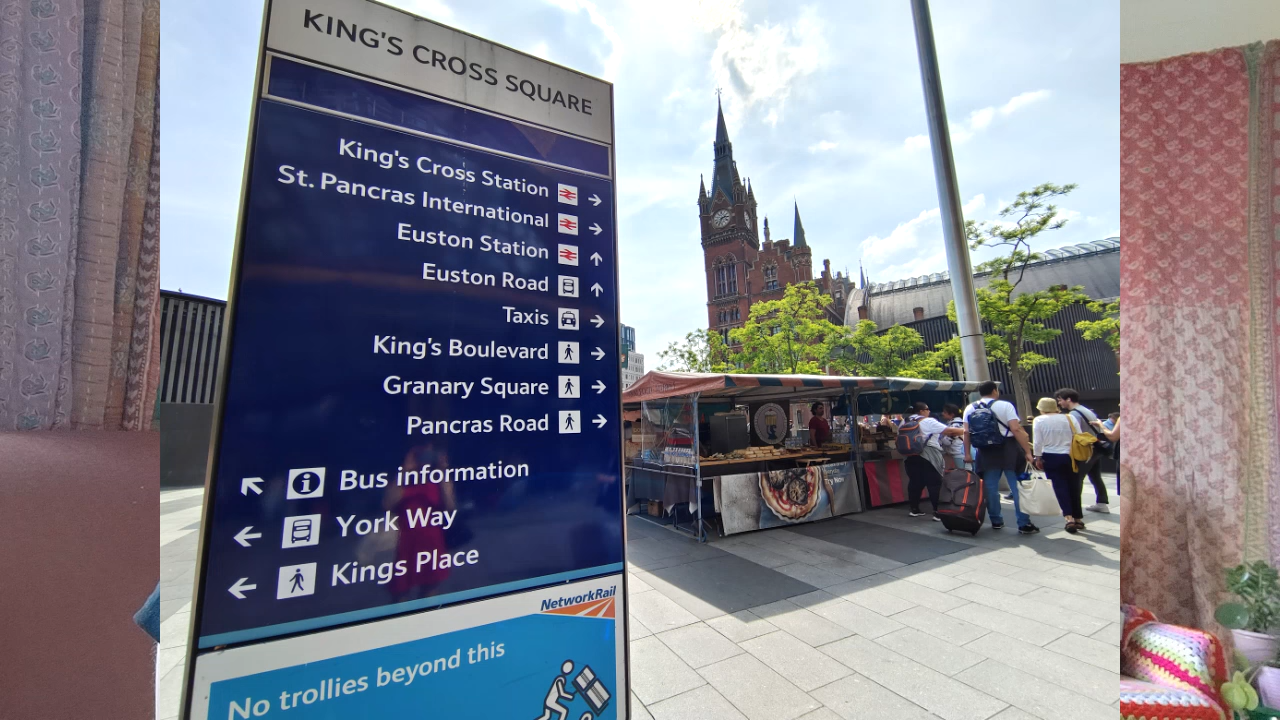 KING'S CROSS SQUARE
King's Cross Station
St. Pancras International
Euston Station
Euston Road
Taxis
King's Boulevard
Granary Square
Pancras Road
Bus information
York Way
Kings Place
NetworkRail
No trollies beyond this